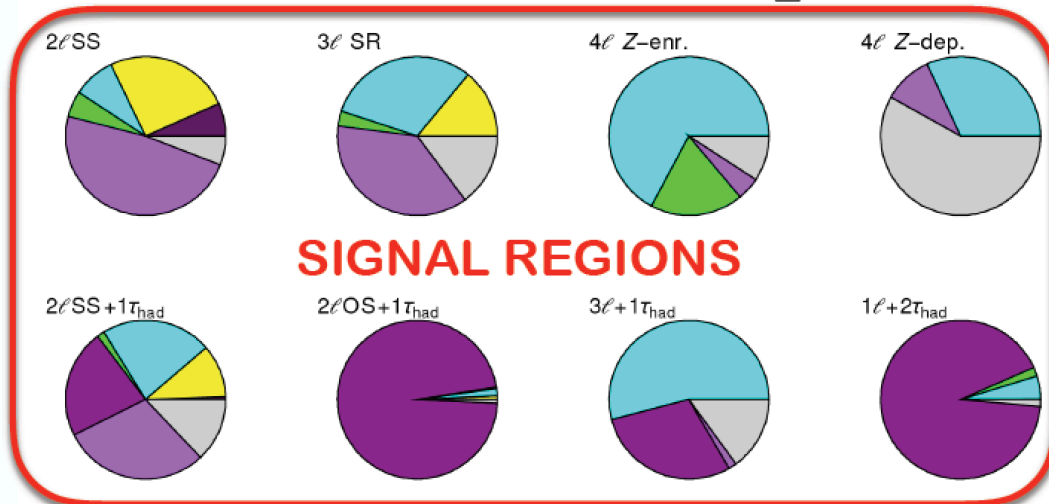 2ℓSS 3ℓ SR 4ℓ Z−enr. 4ℓ Z−dep.
SIGNAL REGIONS
2ℓSS+1τhad 2ℓOS+1τhad 3ℓ+1τhad 1ℓ+2τhad